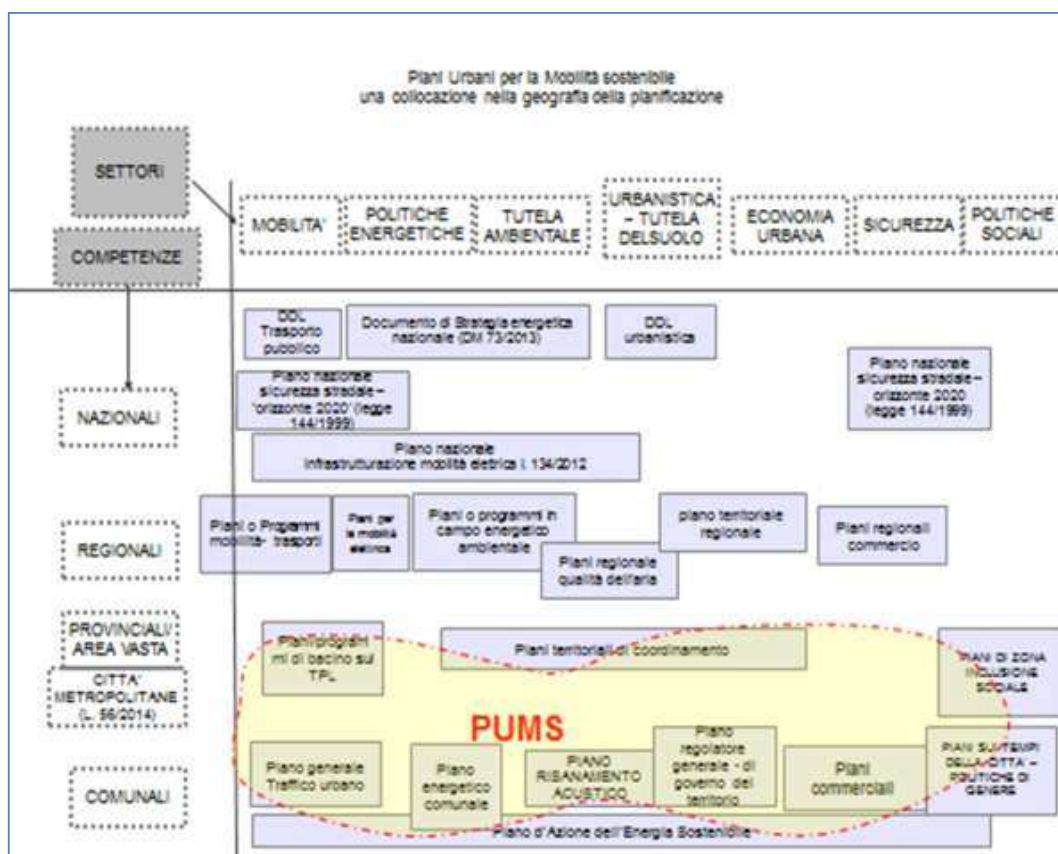 Piani Urbani per la Mobilità sostenibile
una collocazione nella geografia della pianificazione
SETTORI
COMPETENZE
MOBILITA'
POLITICHE
ENERGETICHE
TUTELA
AMBIENTALE
URBANISTICA
– TUTELA
DELSUOLO
ECONOMIA
URBANA
SICUREZZA
POLITICHE
SOCIALI
NAZIONALI
DDL
Trasporto
pubblico
Documento di Strategia energetica
nazionale (DM 73/2013)
DDL
urbanistica
Piano nazionale
sicurezza stradale –
'orizzonte 2020' (legge
144/1999)
Piano nazionale
sicurezza stradale –
orizzonte 2020
(legge 144/1999)
Piano nazionale
infrastrutturazione mobilità eletrica l. 134/2012
REGIONALI
Piani o Programmi
mobilità- trasporti
Piani per
la mobilità
elettrica
Piani o programmi in
campo energetico
ambientale
Piani regionale
qualità dell'aria
piano territoriale
regionale
Piani regionali
commercio
PROVINCIALI/
AREA VASTA
CITTA'
METROPOLITANE
(L. 56/2014)
Piani/program
mi di bacino sul
TPL
Piani territoriali di coordinamento
PIANI DI ZONA
INCLUSIONE
SOCIALE
PUMS
COMUNALI
Piano generale
Traffico urbano
Piano
energetico
comunale
PIANO
RISANAMENTO
ACUSTICO
Piano
regolatore
generale - di
governo del
territorio
Piani
commerciali
PIANI SUI TEMPI
DELLA CITTA' –
POLITICHE DI
GENERE
Piano d'Azione dell'Energia Sostenibile